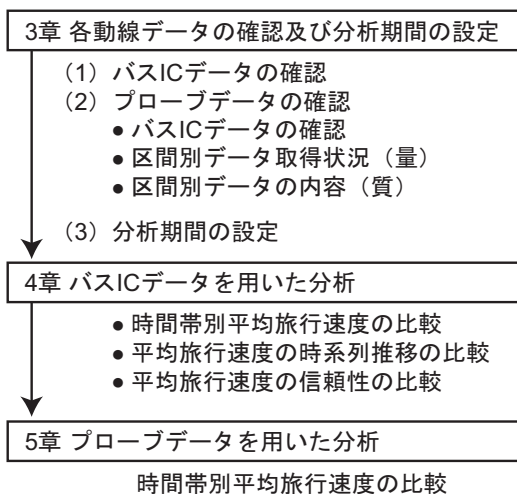 3章 各動線データの確認及び分析期間の設定
（1）バスICデータの確認
（2）プローブデータの確認
● バスICデータの確認
● 区間別データ取得状況（量）
● 区間別データの内容（質）
（3）分析期間の設定
4章 バスICデータを用いた分析
● 時間帯別平均旅行速度の比較
● 平均旅行速度の時系列推移の比較
● 平均旅行速度の信頼性の比較
5章 プローブデータを用いた分析
時間帯別平均旅行速度の比較